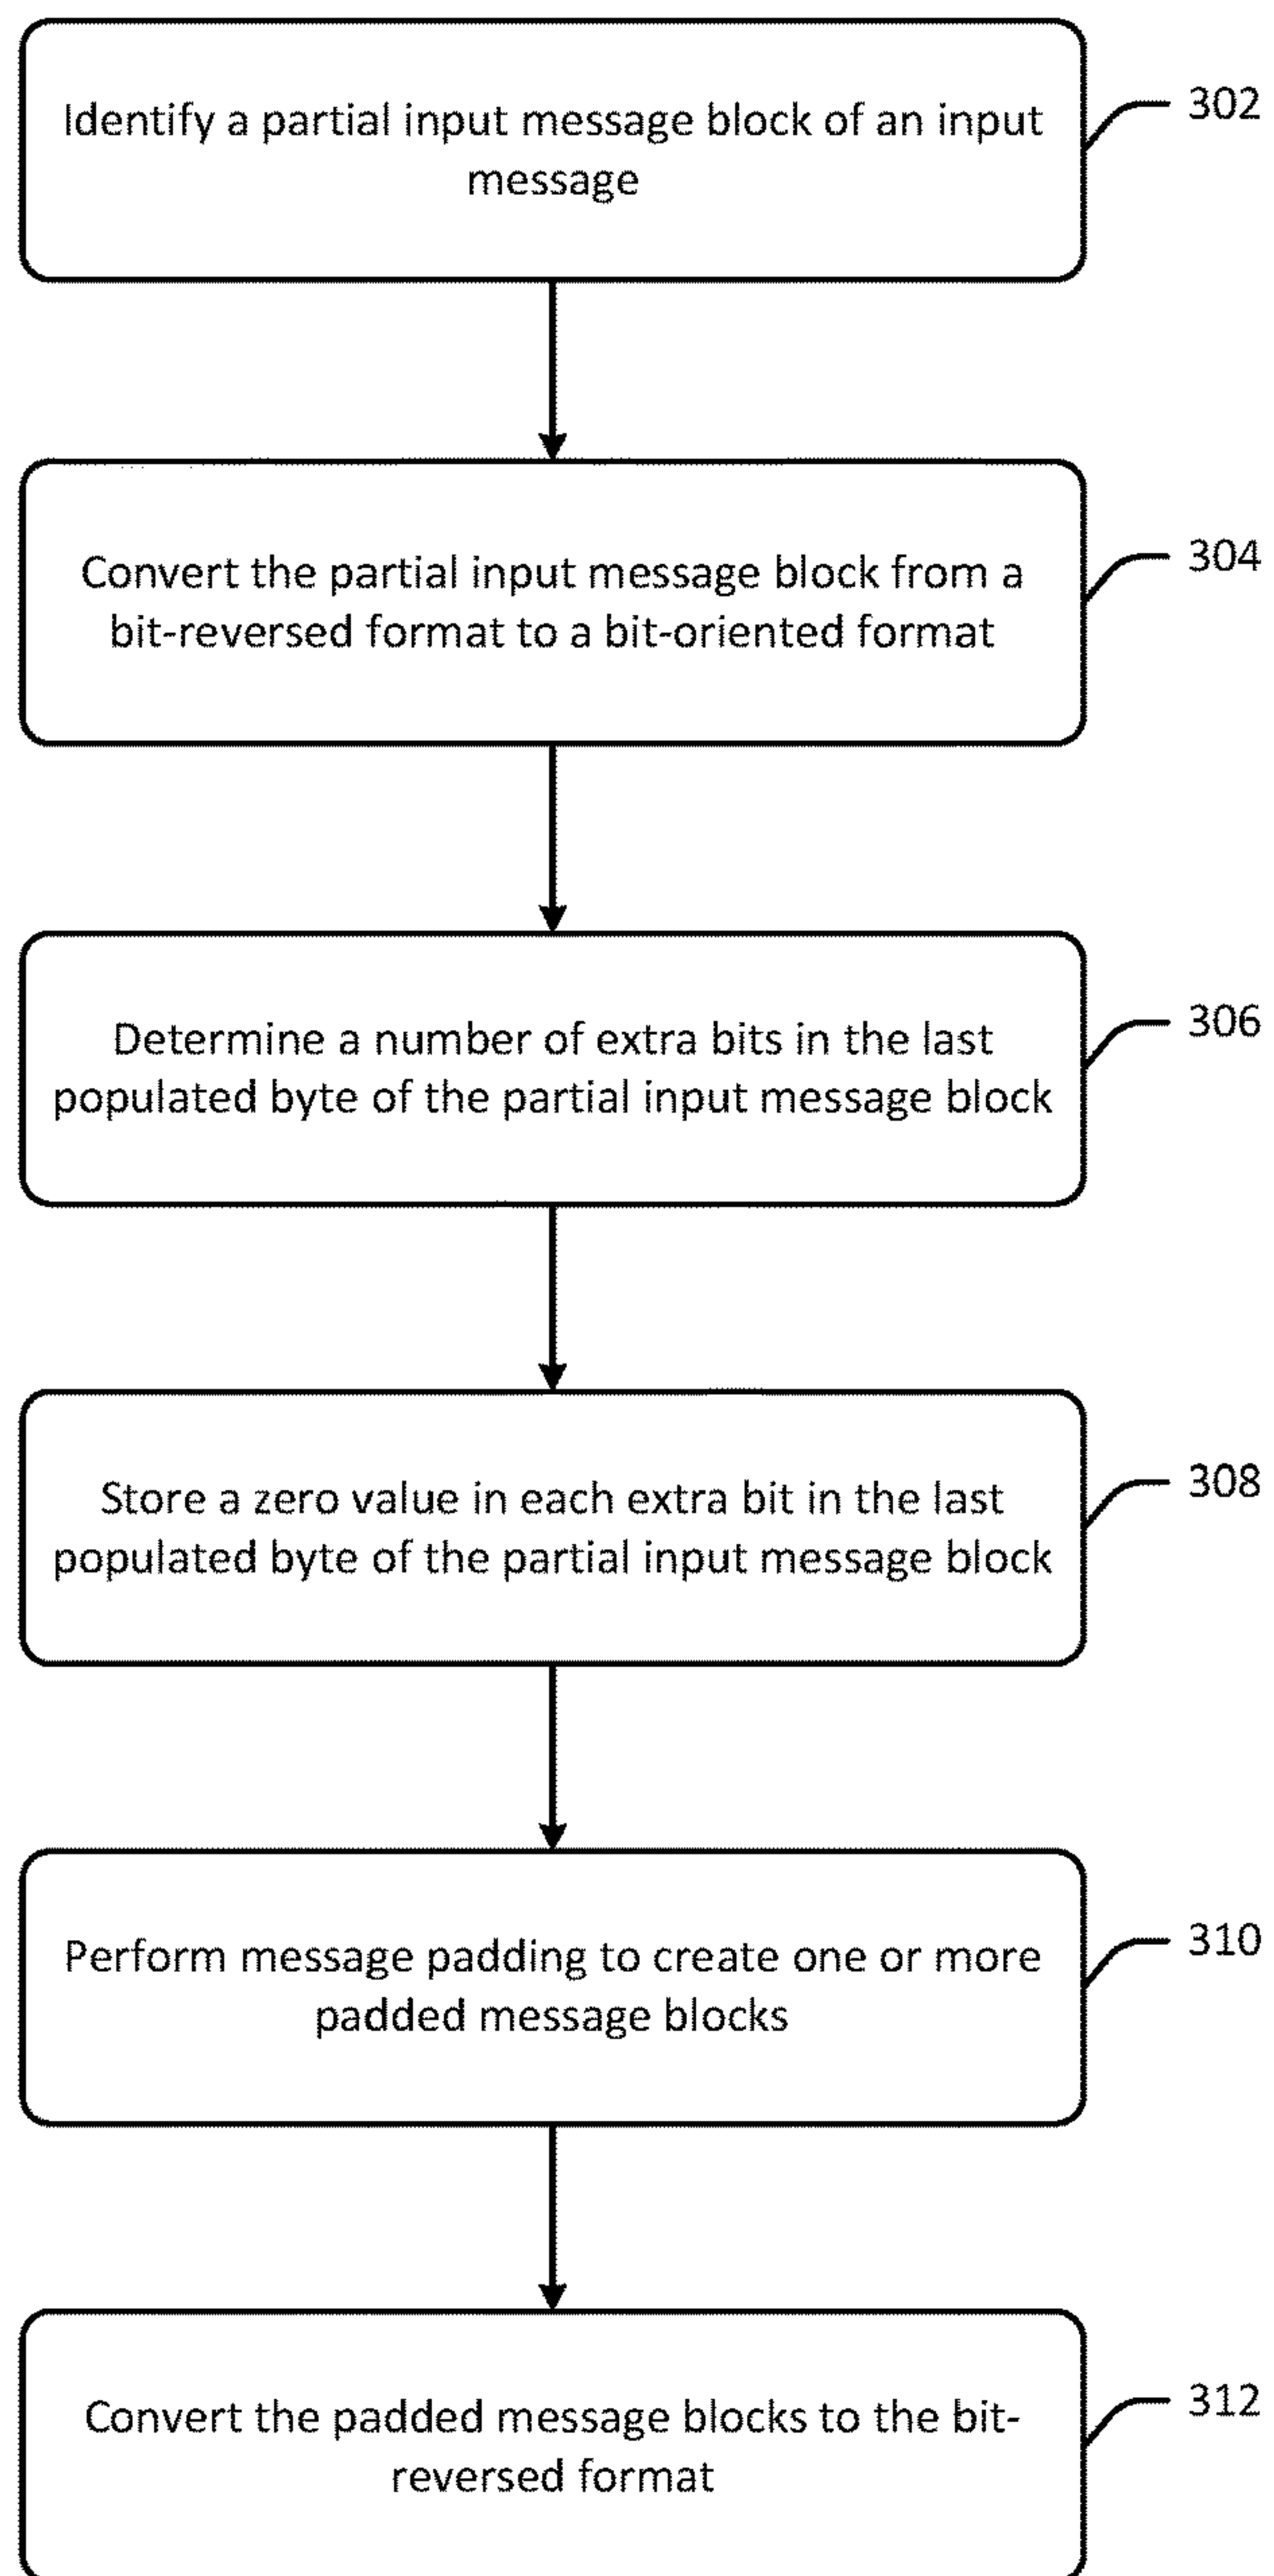 Identify a partial input message block of an input
message
302
Convert the partial input message block from a
bit-reversed format to a bit-oriented format
304
Determine a number of extra bits in the last
populated byte of the partial input message block
306
Store a zero value in each extra bit in the last
populated byte of the partial input message block
308
Perform message padding to create one or more
padded message blocks
310
Convert the padded message blocks to the bit-
reversed format
312